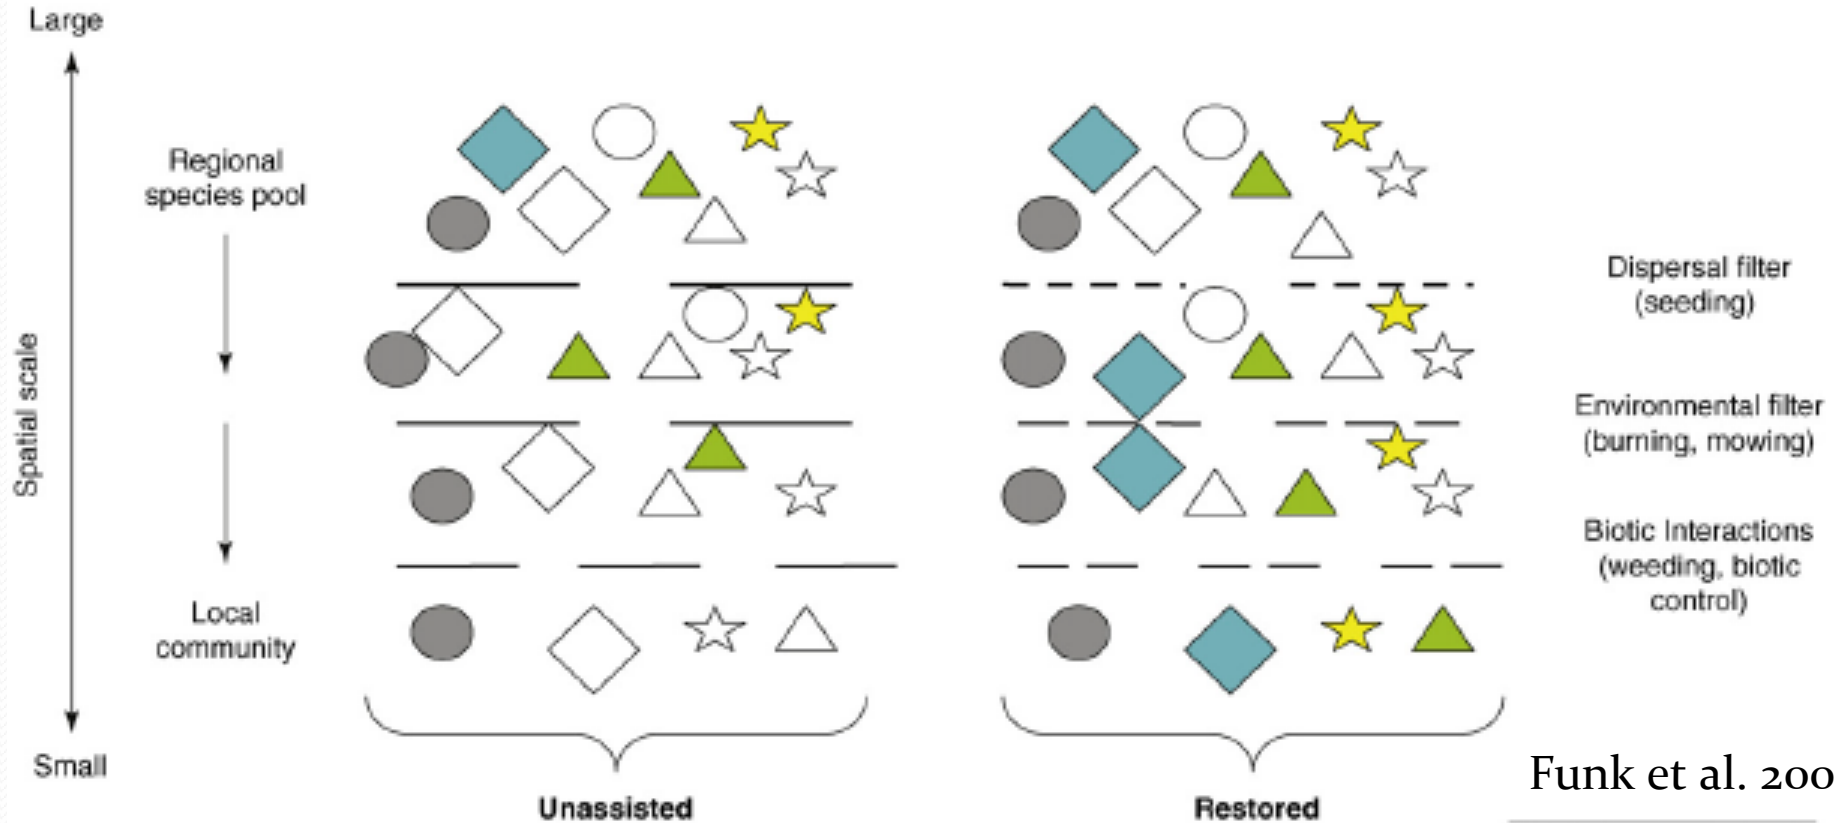 Large
Regional
species pool
Spatial scale
Local
community
Small
Unassisted
Restored
Dispersal filter
(seeding)
Environmental filter
(burning, mowing)
Biotic Interactions
(weeding, biotic
control)
Funk et al. 200